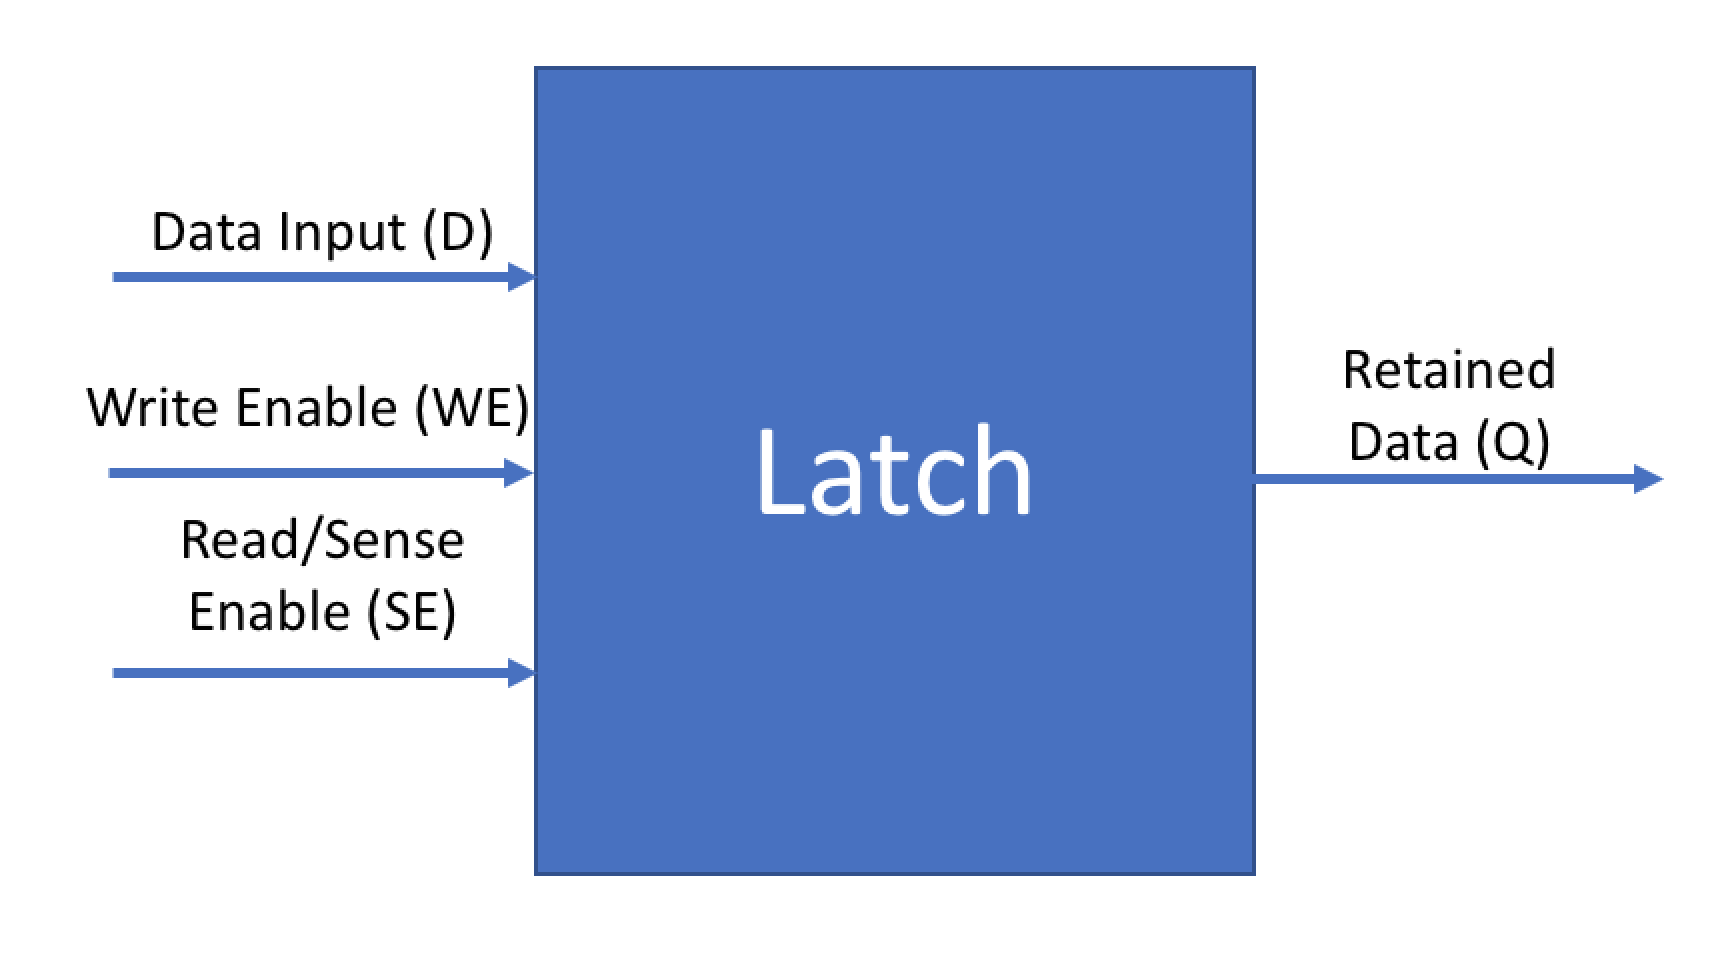 Data Input (D)
Write Enable (WE)
Read/Sense
Enable (SE)
Latch
Retained
Data (Q)